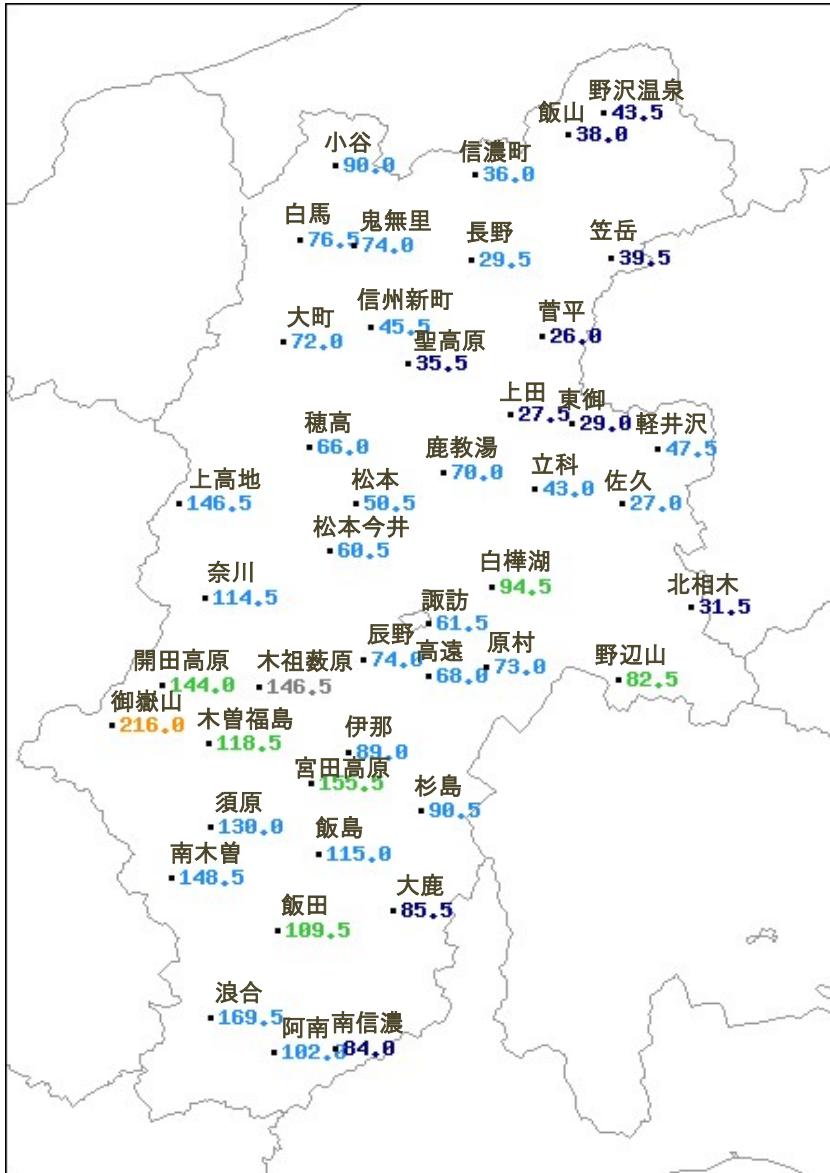 野沢温泉
43.5
飯山
38.0
小谷
90.0
信濃町
36.0
白馬
76.5
鬼無里
74.0
長野
29.5
笠岳
39.5
信州新町
45.5
大町
72.0
聖高原
35.5
菅平
26.0
上田
27.5
東御
29.0
軽井沢
47.5
穂高
66.0
鹿教湯
70.0
立科
43.0
佐久
27.0
上高地
146.5
松本
50.5
松本今井
60.5
奈川
114.5
白樺湖
94.5
北相木
31.5
諏訪
61.5
辰野
74.0
高遠
68.0
原村
73.0
野辺山
82.5
開田高原
144.0
木祖薮原
146.5
御嶽山
216.0
木曽福島
118.5
伊那
89.0
宮田高原
155.5
杉島
90.5
須原
130.0
飯島
115.0
南木曽
148.5
大鹿
85.5
飯田
109.5
浪合
169.5
阿南
102.0
南信濃
84.0